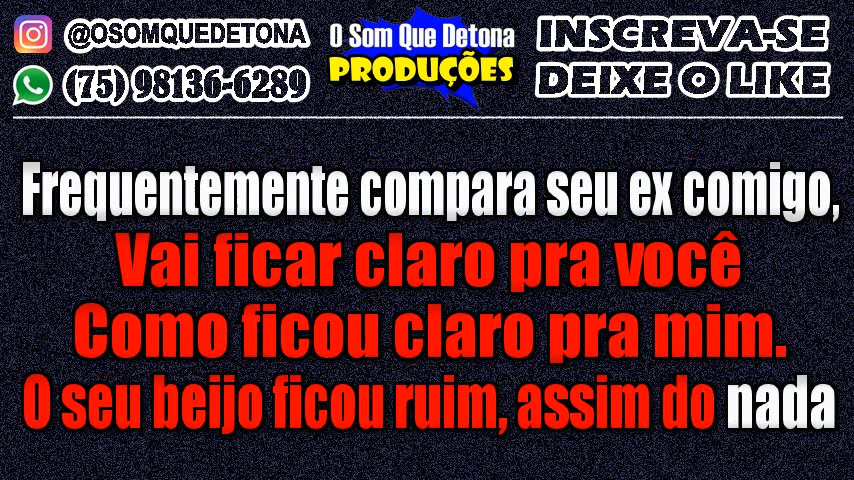 @OSOMQUEDETONA
(75) 98136-6289
O Som Que Detona
PRODUÇÕES
INSCREVA-SE
DEIXE O LIKE
Frequentemente compara seu ex comigo,
Vai ficar claro pra você
Como ficou claro pra mim.
O seu beijo ficou ruim, assim do nada